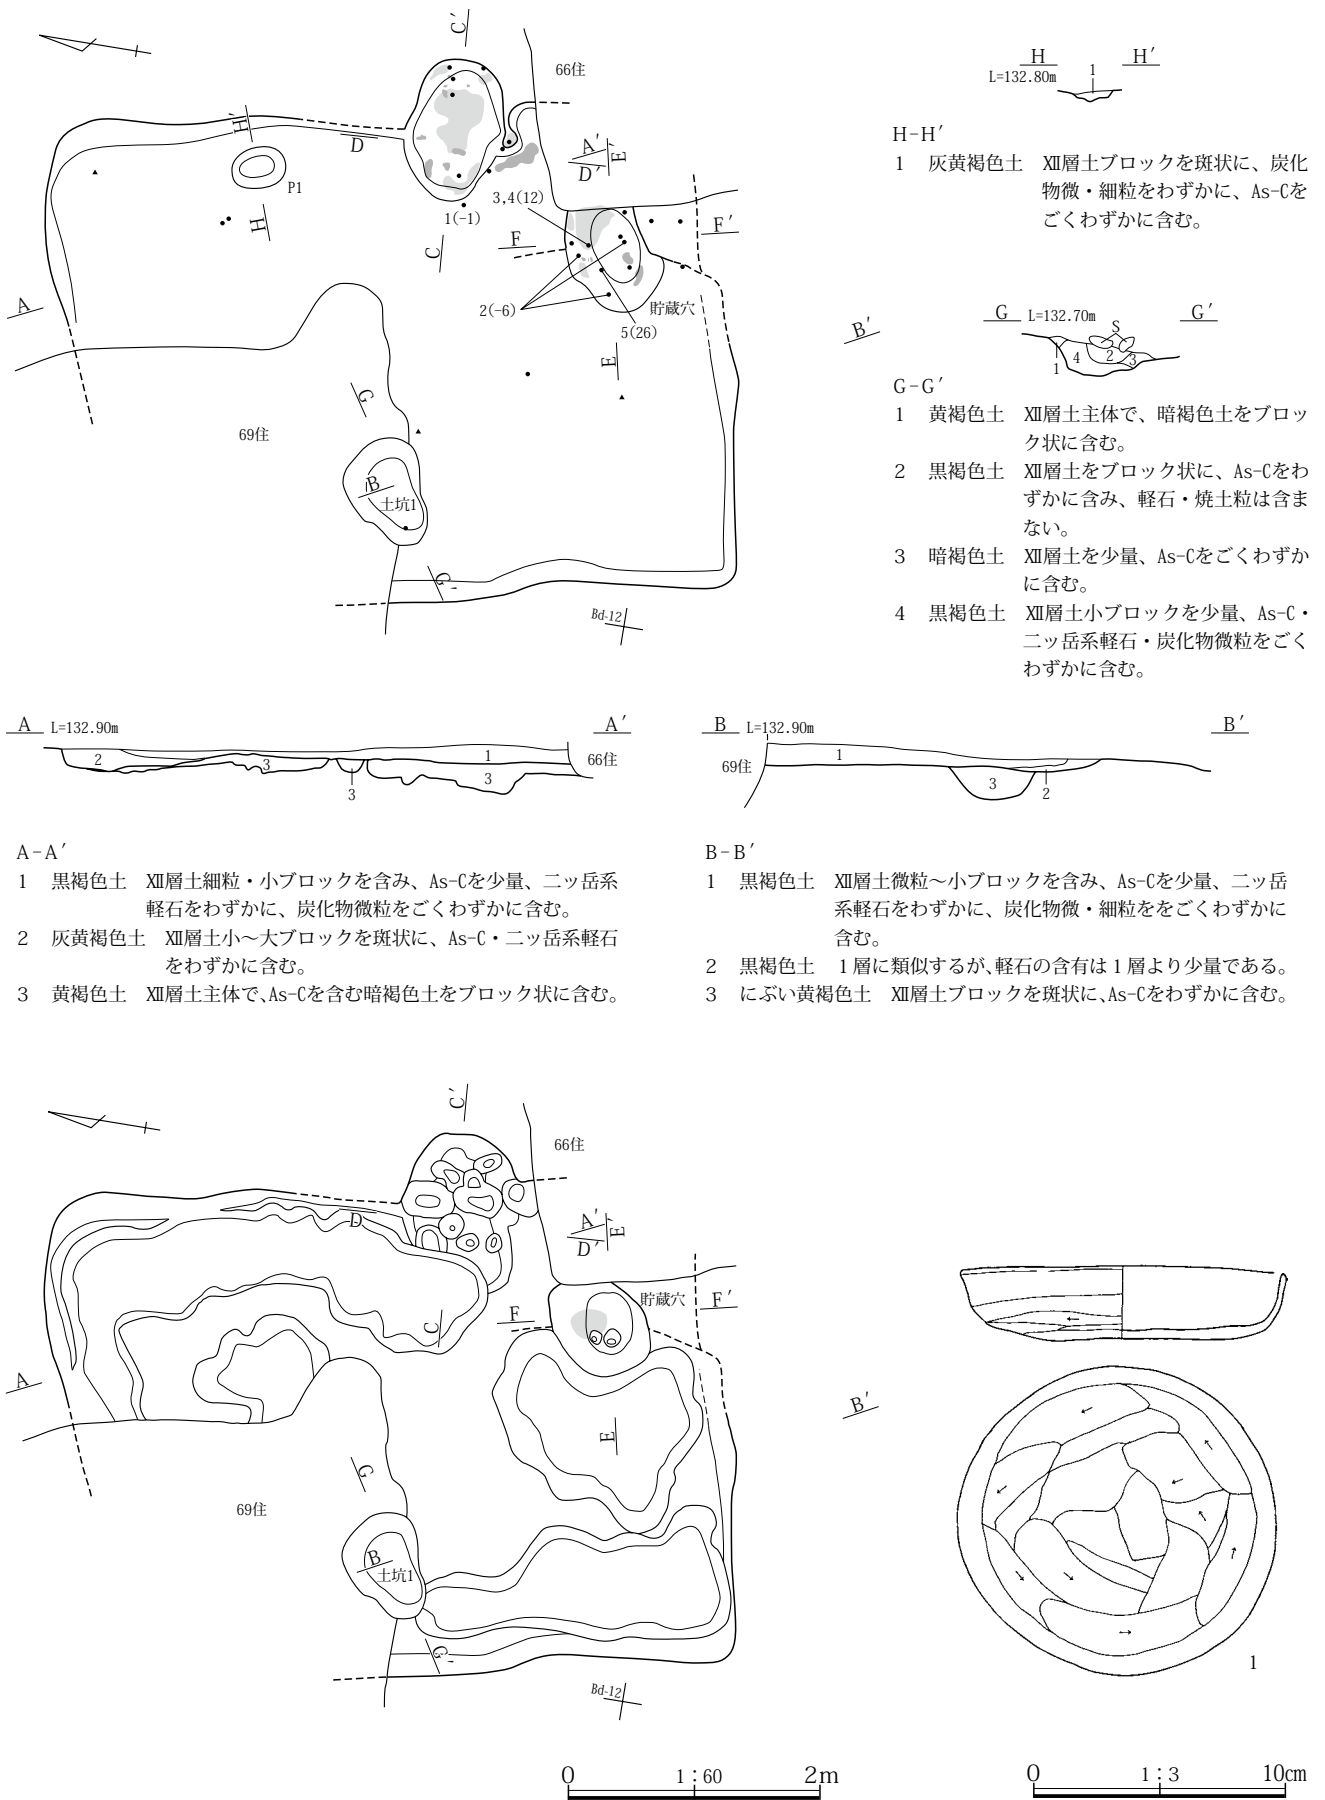 C′
66住
H′
D
A′
D′
E′
P1
3,4(12)
1(-1)
H
C
F
F′
A
2(-6)
貯蔵穴
5(26)
E
B′
G
69住
B
土坑1
G′
Bd-12
H
H′
L=132.80m
1
H-H′
1　灰黄褐色土　Ⅻ層土ブロックを斑状に、炭化
物微・細粒をわずかに、As-Cを
ごくわずかに含む。
G
L=132.70m
G′
S
4
2
3
1
G-G′
1　黄褐色土　Ⅻ層土主体で、暗褐色土をブロッ
ク状に含む。
2　黒褐色土　Ⅻ層土をブロック状に、As-Cをわ
ずかに含み、軽石・焼土粒は含ま
ない。
3　暗褐色土　Ⅻ層土を少量、As-Cをごくわずか
に含む。
4　黒褐色土　Ⅻ層土小ブロックを少量、As-C・
二ッ岳系軽石・炭化物微粒をごく
わずかに含む。
A
L=132.90m
A′
2
3
1
3
3
66住
B
L=132.90m
B′
69住
1
3
2
A-A′
1　黒褐色土　Ⅻ層土細粒・小ブロックを含み、As-Cを少量、二ッ岳系
軽石をわずかに、炭化物微粒をごくわずかに含む。
2　灰黄褐色土　Ⅻ層土小～大ブロックを斑状に、As-C・二ッ岳系軽石
をわずかに含む。
3　黄褐色土　Ⅻ層土主体で、As-Cを含む暗褐色土をブロック状に含む。
B-B′
1　黒褐色土　Ⅻ層土微粒～小ブロックを含み、As-Cを少量、二ッ岳
系軽石をわずかに、炭化物微・細粒ををごくわずかに
含む。
2　黒褐色土　1層に類似するが、軽石の含有は1層より少量である。
3　にぶい黄褐色土　Ⅻ層土ブロックを斑状に、As-Cをわずかに含む。
C′
66住
D
A′
D′
E′
貯蔵穴
F
F′
C
A
B′
E
G
69住
B
土坑1
G′
Bd-12
1
0
1：60
2m
0
1：3
10cm